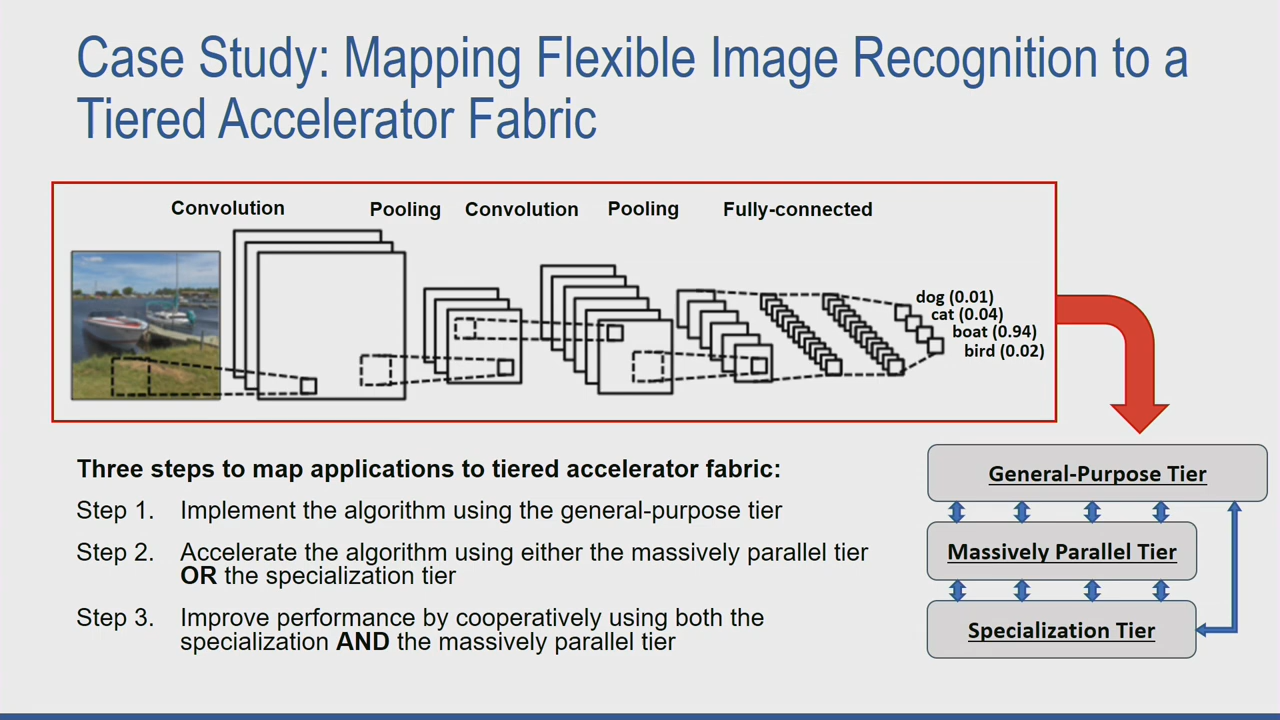 Case Study: Mapping Flexible Image Recognition to a
Tiered Accelerator Fabric
Convolution
Pooling
Convolution
Pooling
Fully-connected
dog (0.01)
cat (0.04)
boat (0.94)
bird (0.02)
Three steps to map applications to tiered accelerator fabric:
Step 1. Implement the algorithm using the general-purpose tier
Step 2. Accelerate the algorithm using either the massively parallel tier
OR the specialization tier
Step 3. Improve performance by cooperatively using both the
specialization AND the massively parallel tier
General-Purpose Tier
Massively Parallel Tier
Specialization Tier